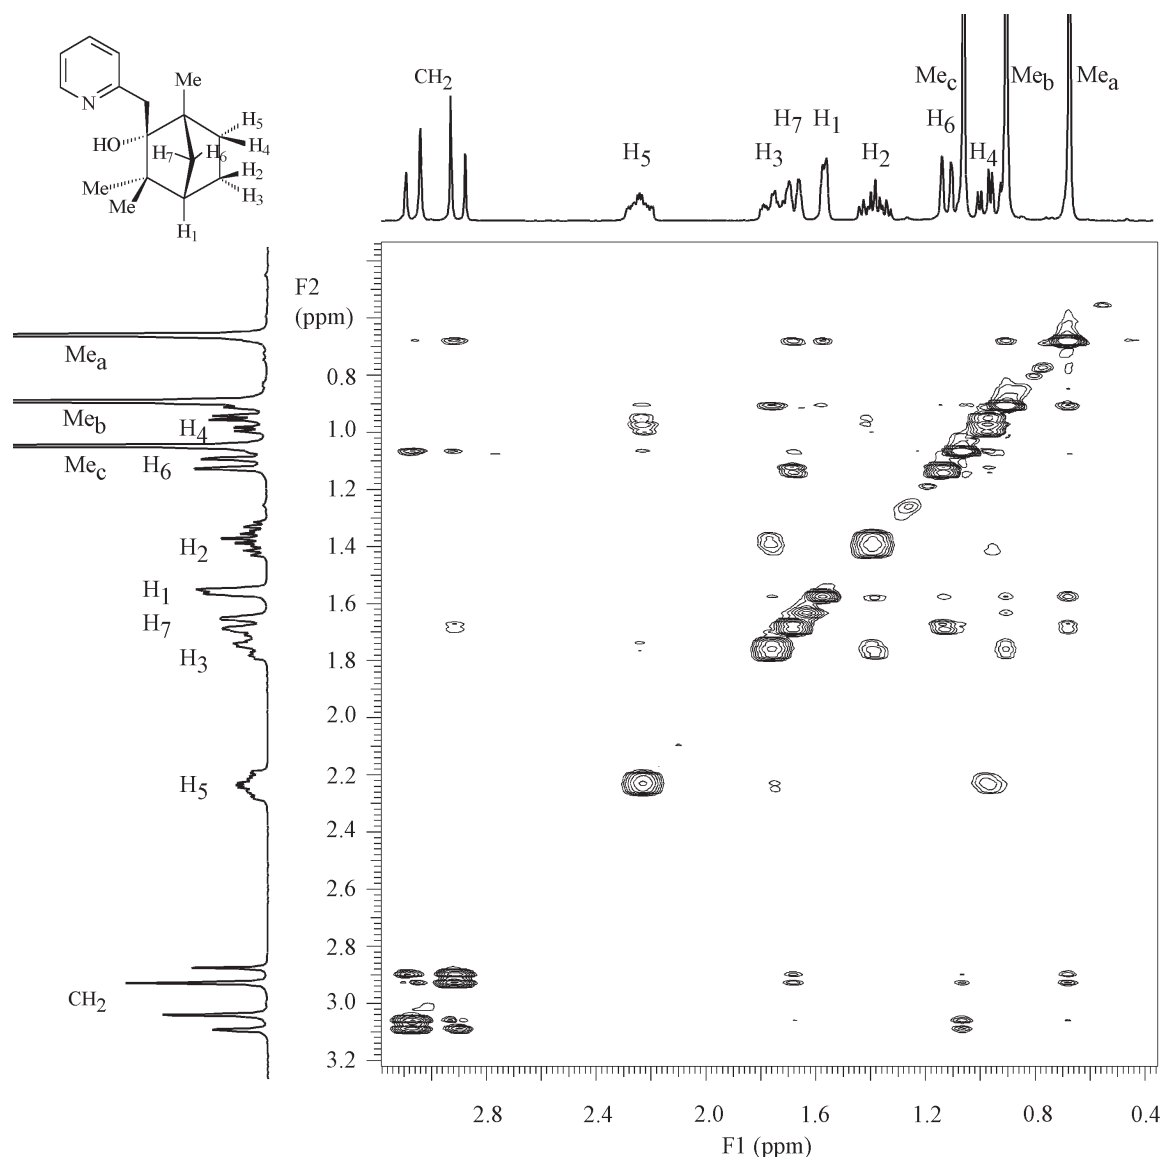 Me
N
HO
H5
H4
H7
H6
H2
H3
Me
Me
H1
CH2
H5
H3
H7
H1
H2
H6
Mec
H4
Meb
Mea
F2
(ppm)
Mea
Meb
H4
Mec
H6
H2
H1
H7
H3
H5
CH2
0.8
1.0
1.2
1.4
1.6
1.8
2.0
2.2
2.4
2.6
2.8
3.0
3.2
2.8 2.4 2.0 1.6 1.2 0.8 0.4
F1 (ppm)